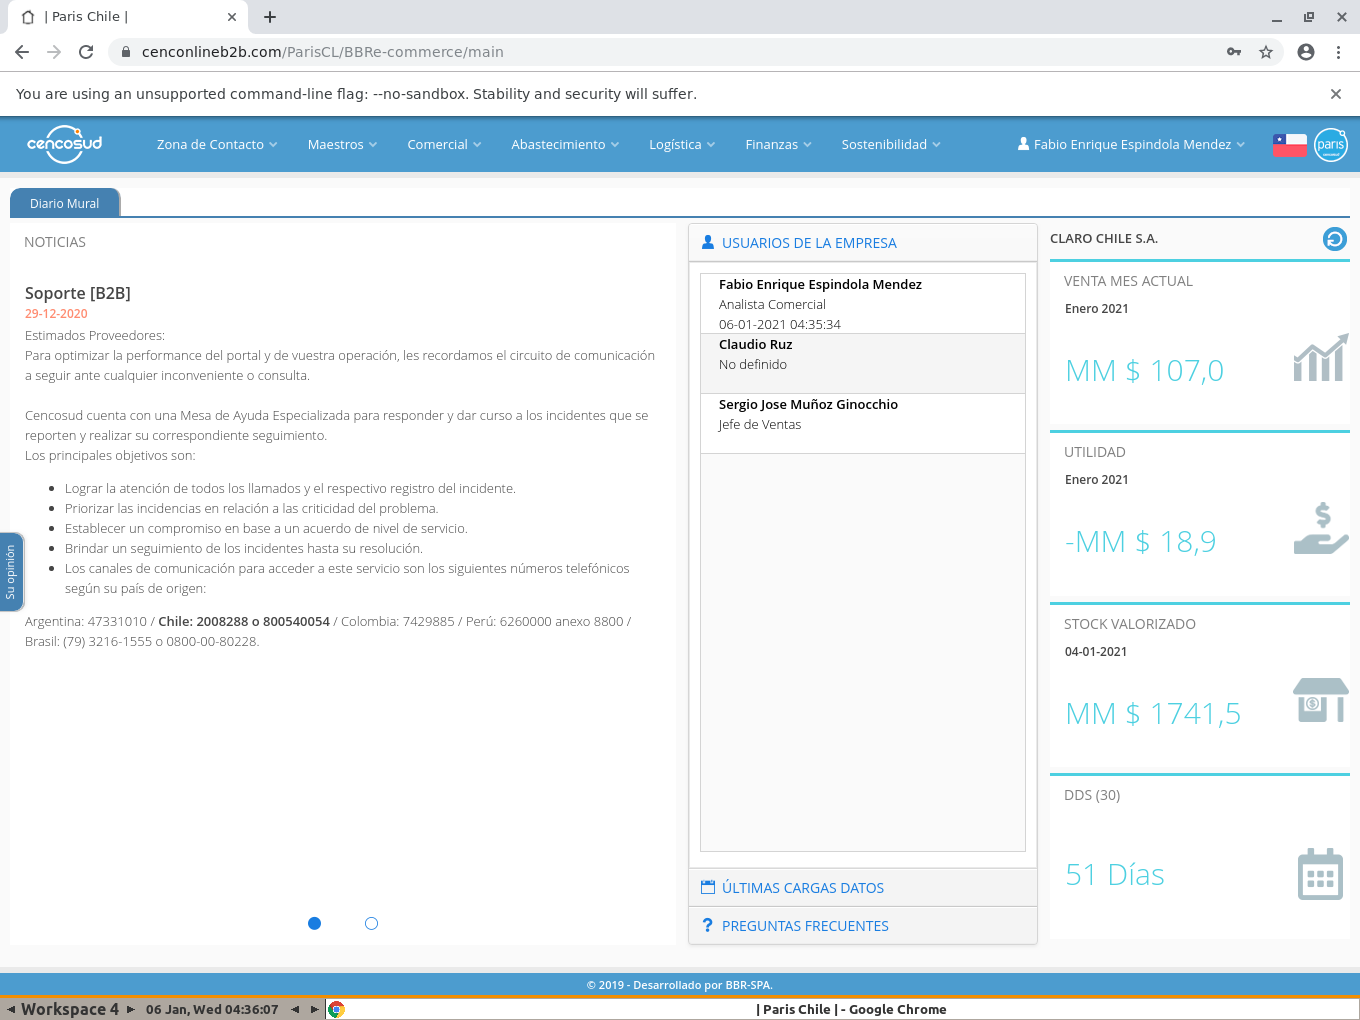 | Paris Chile |
cenconlineb2b.com/ParisCL/BBRe-commerce/main
You are using an unsupported command-line flag: --no-sandbox. Stability and security will suffer.
cencosud
Zona de Contacto
Maestros
Comercial
Abastecimiento
Logística
Finanzas
Sostenibilidad
Fabio Enrique Espindola Mendez
paris
Diario Mural
NOTICIAS
Soporte [B2B]
29-12-2020
Estimados Proveedores:
Para optimizar la performance del portal y de vuestra operación, les recordamos el circuito de comunicación
a seguir ante cualquier inconveniente o consulta.
Cencosud cuenta con una Mesa de Ayuda Especializada para responder y dar curso a los incidentes que se
reporten y realizar su correspondiente seguimiento.
Los principales objetivos son:
Lograr la atención de todos los llamados y el respectivo registro del incidente.
Priorizar las incidencias en relación a las criticidad del problema.
Establecer un compromiso en base a un acuerdo de nivel de servicio.
Brindar un seguimiento de los incidentes hasta su resolución.
Los canales de comunicación para acceder a este servicio son los siguientes números telefónicos
según su país de origen:
Argentina: 47331010 / Chile: 2008288 o 800540054 / Colombia: 7429885 / Perú: 6260000 anexo 8800 /
Brasil: (79) 3216-1555 o 0800-00-80228.
Su opinión
USUARIOS DE LA EMPRESA
Fabio Enrique Espindola Mendez
Analista Comercial
06-01-2021 04:35:34
Claudio Ruz
No definido
Sergio Jose Muñoz Ginocchio
Jefe de Ventas
ÚLTIMAS CARGAS DATOS
PREGUNTAS FRECUENTES
CLARO CHILE S.A.
VENTA MES ACTUAL
Enero 2021
MM $ 107,0
UTILIDAD
Enero 2021
-MM $ 18,9
STOCK VALORIZADO
04-01-2021
MM $ 1741,5
DDS (30)
51 Días
© 2019 - Desarrollado por BBR-SPA.
Workspace 4
06 Jan, Wed 04:36:07
| Paris Chile | - Google Chrome